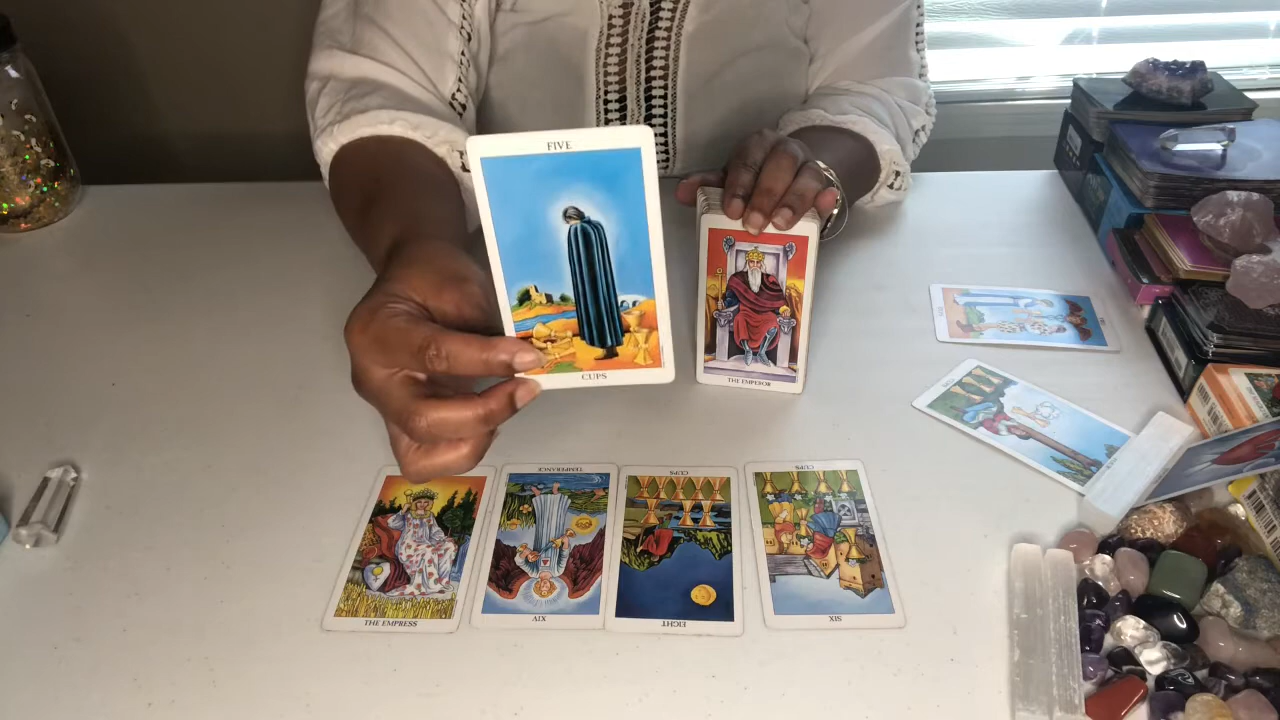 FIVE
CUPS
THE EMPEROR
THE EMPRESS
TEMPERANCE
XIV
CUPS
EIGHT
CUPS
SIX